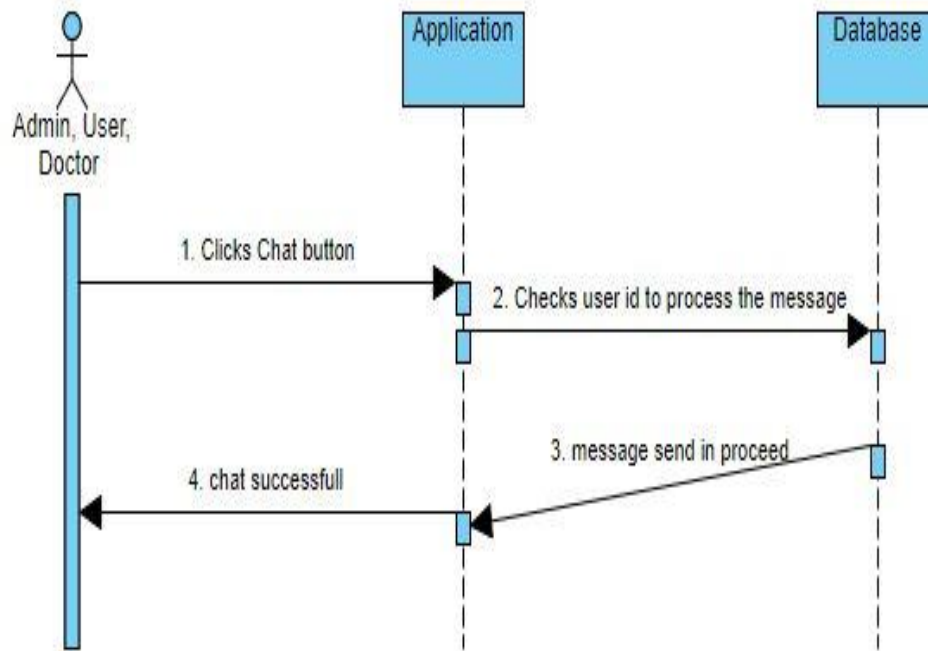 Application
Database
Admin, User,
Doctor
1. Clicks Chat button
2. Checks user id to process the message
3. message send in proceed
4. chat successfull